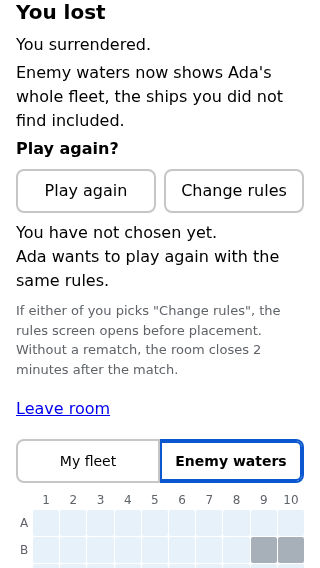 You lost
You surrendered.
Enemy waters now shows Ada's
whole fleet, the ships you did not
find included.
Play again?
Play again
Change rules
You have not chosen yet.
Ada wants to play again with the
same rules.
If either of you picks "Change rules", the
rules screen opens before placement.
Without a rematch, the room closes 2
minutes after the match.
Leave room
My fleet
Enemy waters
1 2 3 4 5 6 7 8 9 10
A
B